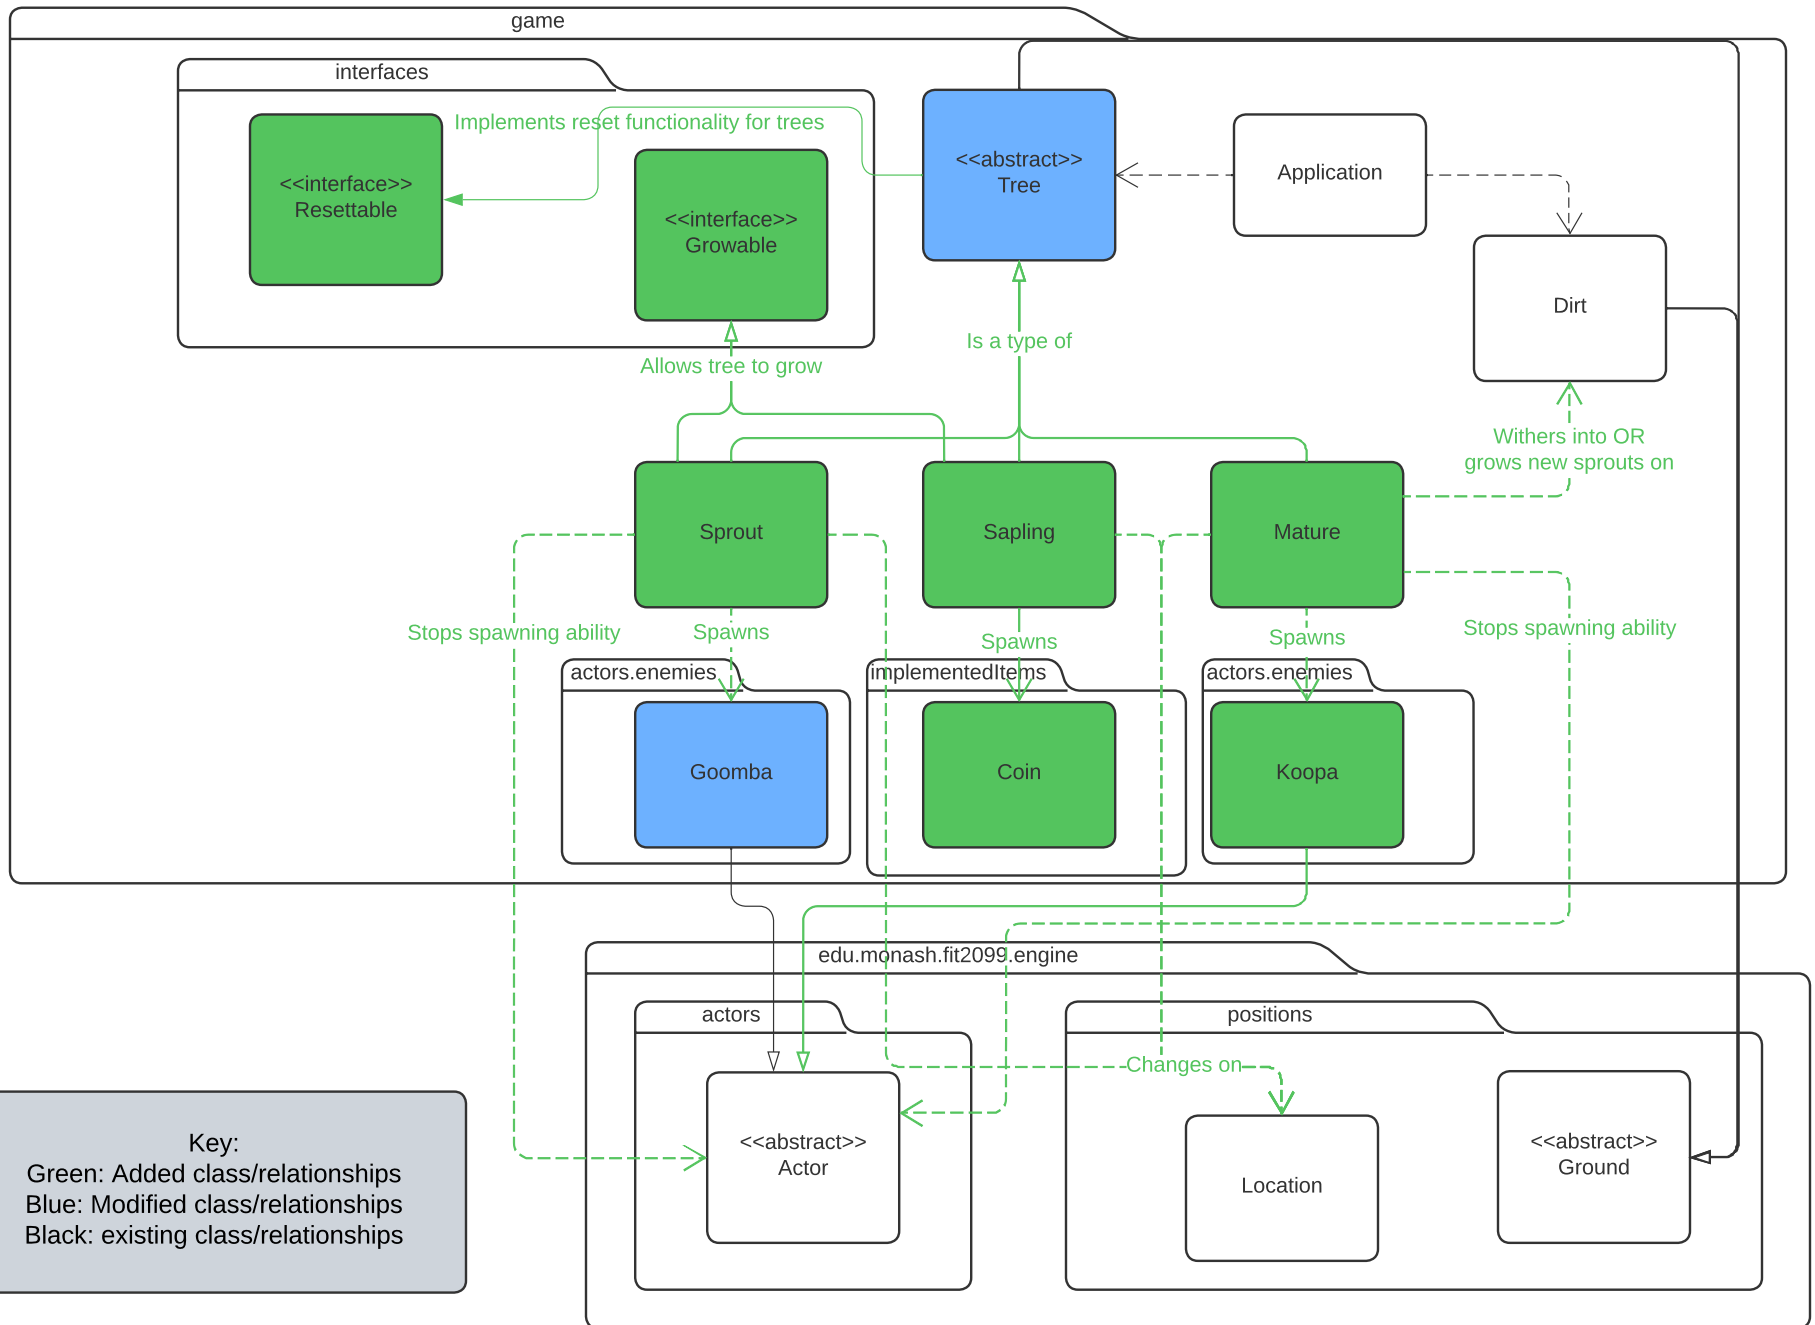 game
interfaces
Implements reset functionality for trees
<<interface>>
Resettable
<<interface>>
Growable
<<abstract>>
Tree
Application
Dirt
Is a type of
Allows tree to grow
Withers into OR
grows new sprouts on
Sprout
Sapling
Mature
Stops spawning ability
Spawns
Spawns
Spawns
Stops spawning ability
actors.enemies
implementedItems
actors.enemies
Goomba
Coin
Koopa
edu.monash.fit2099.engine
actors
positions
Changes on
<<abstract>>
Actor
Location
<<abstract>>
Ground
Key:
Green: Added class/relationships
Blue: Modified class/relationships
Black: existing class/relationships